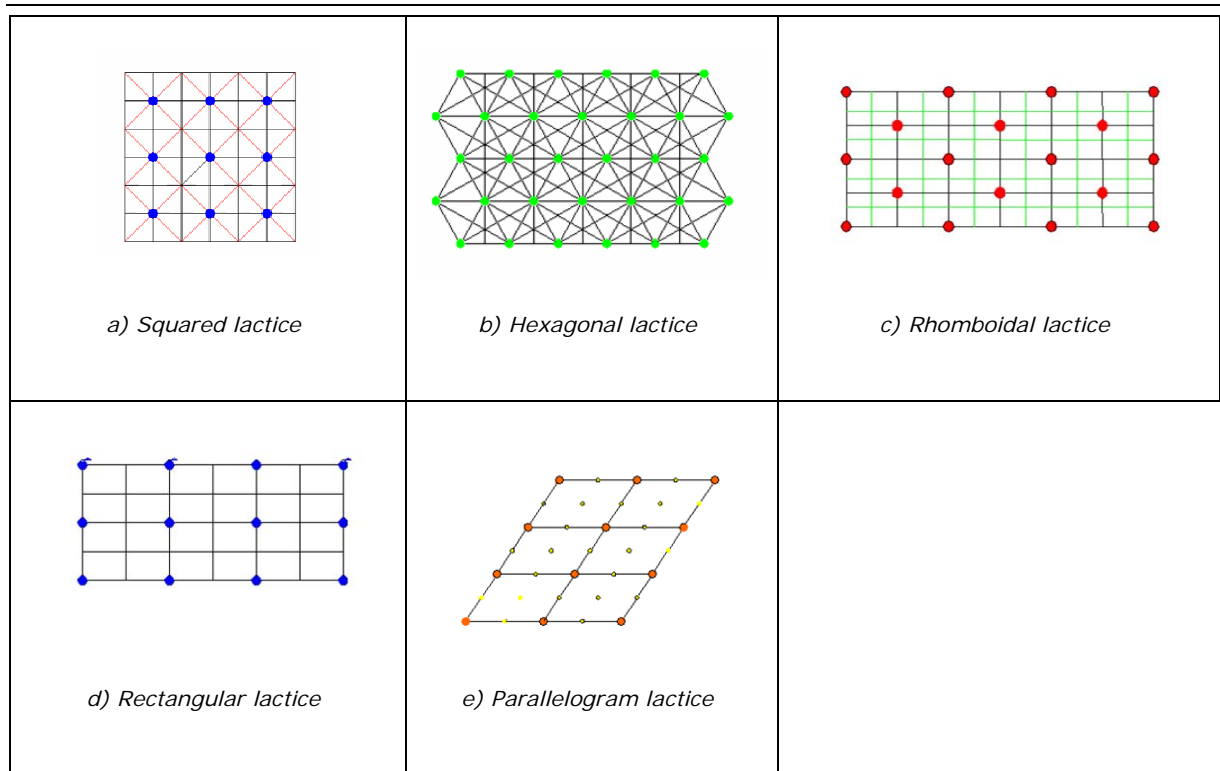 a) Squared lactice
b) Hexagonal lactice
c) Rhomboidal lactice
d) Rectangular lactice
e) Parallelogram lactice